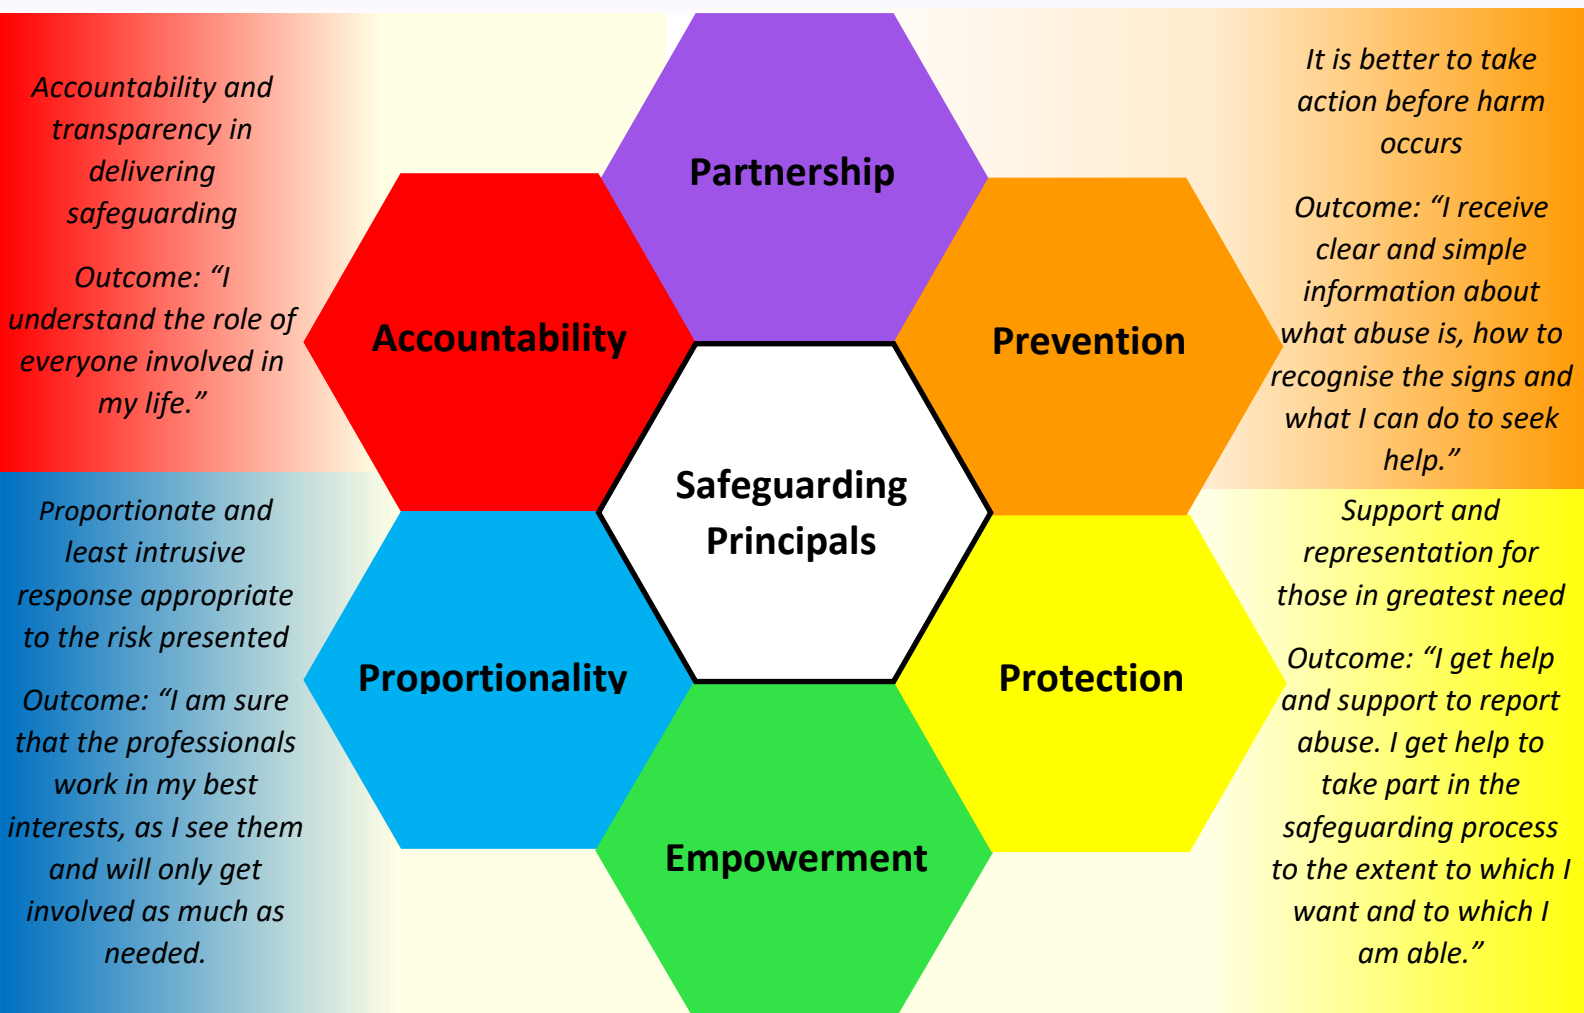 Accountability and
transparency in
delivering
safeguarding
Outcome: “I
understand the role of
everyone involved in
my life.”
Partnership
It is better to take
action before harm
occurs
Outcome: “I receive
clear and simple
information about
what abuse is, how to
recognise the signs and
what I can do to seek
help.”
Accountability
Prevention
Safeguarding
Principals
Proportionate and
least intrusive
response appropriate
to the risk presented
Outcome: “I am sure
that the professionals
work in my best
interests, as I see them
and will only get
involved as much as
needed.
Proportionality
Protection
Support and
representation for
those in greatest need
Outcome: “I get help
and support to report
abuse. I get help to
take part in the
safeguarding process
to the extent to which I
want and to which I
am able.”
Empowerment